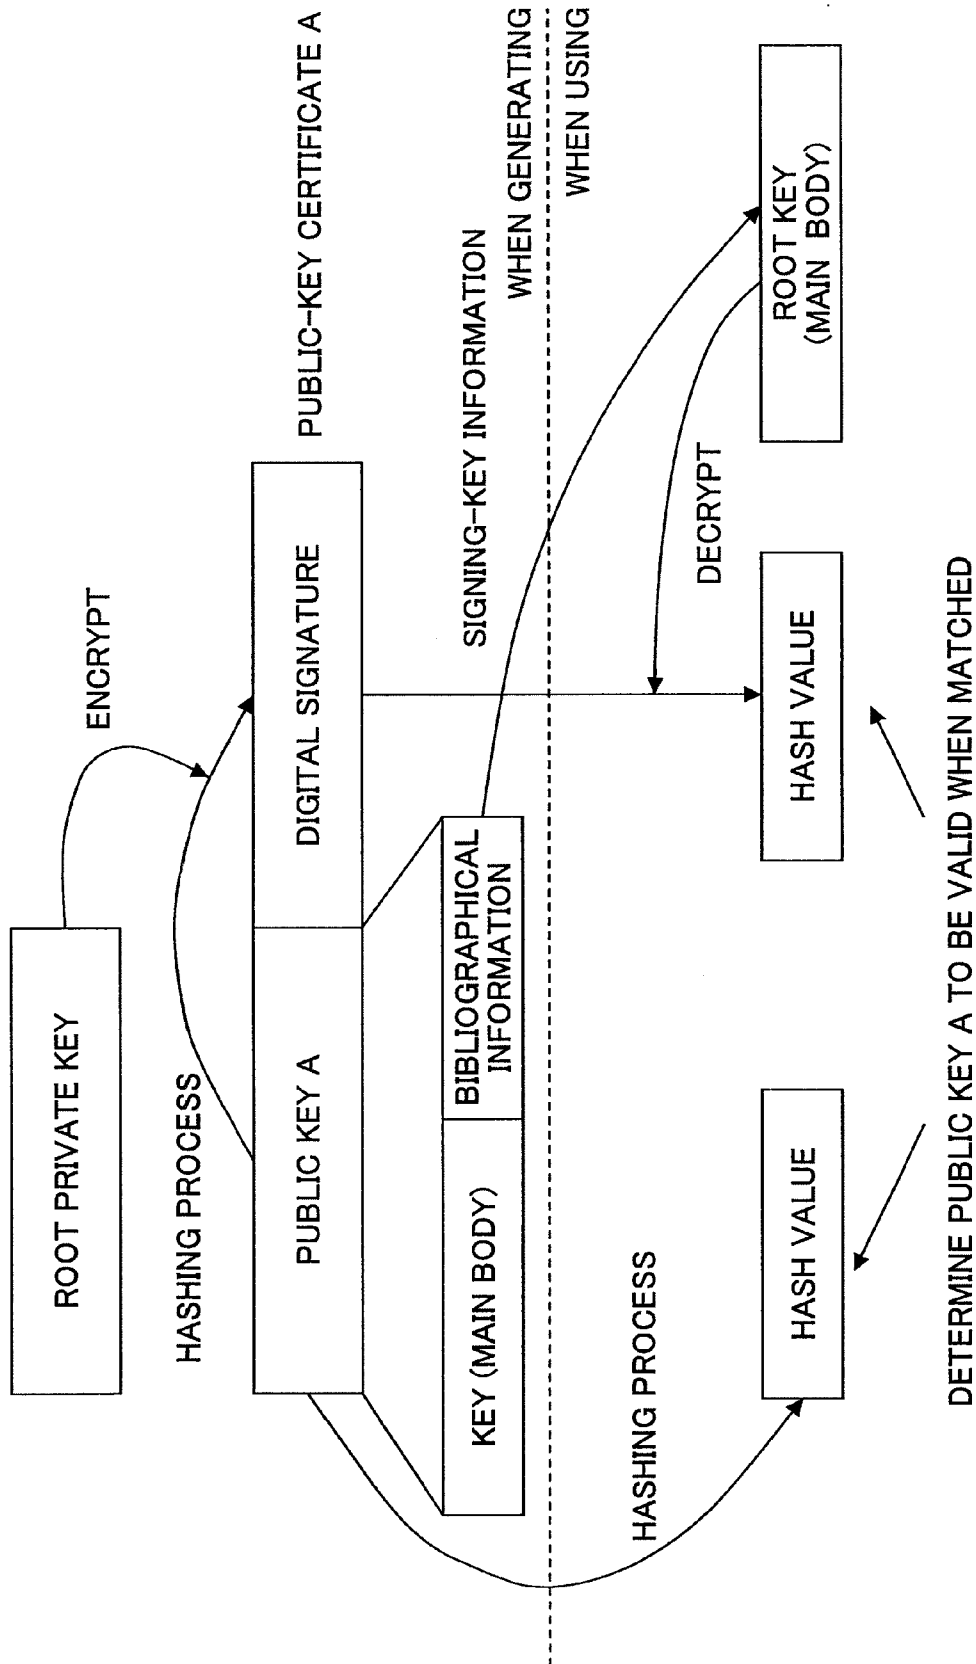 ROOT PRIVATE KEY
ENCRYPT
HASHING PROCESS
PUBLIC KEY A
DIGITAL SIGNATURE
PUBLIC-KEY CERTIFICATE A
KEY (MAIN BODY)
BIBLIOGRAPHICAL
INFORMATION
SIGNING-KEY INFORMATION
WHEN GENERATING
WHEN USING
HASHING PROCESS
DECRYPT
HASH VALUE
HASH VALUE
ROOT KEY
(MAIN BODY)
DETERMINE PUBLIC KEY A TO BE VALID WHEN MATCHED